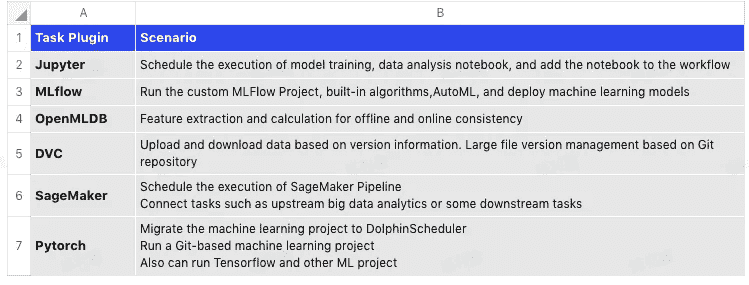 A B
1 Task Plugin Scenario
2 Jupyter Schedule the execution of model training, data analysis notebook, and add the notebook to the workflow
3 MLflow Run the custom MLFlow Project, built-in algorithms,AutoML, and deploy machine learning models
4 OpenMLDB Feature extraction and calculation for offline and online consistency
5 DVC Upload and download data based on version information. Large file version management based on Git
repository
6 SageMaker Schedule the execution of SageMaker Pipeline
Connect tasks such as upstream big data analytics or some downstream tasks
7 Pytorch Migrate the machine learning project to DolphinScheduler
Run a Git-based machine learning project
Also can run Tensorflow and other ML project